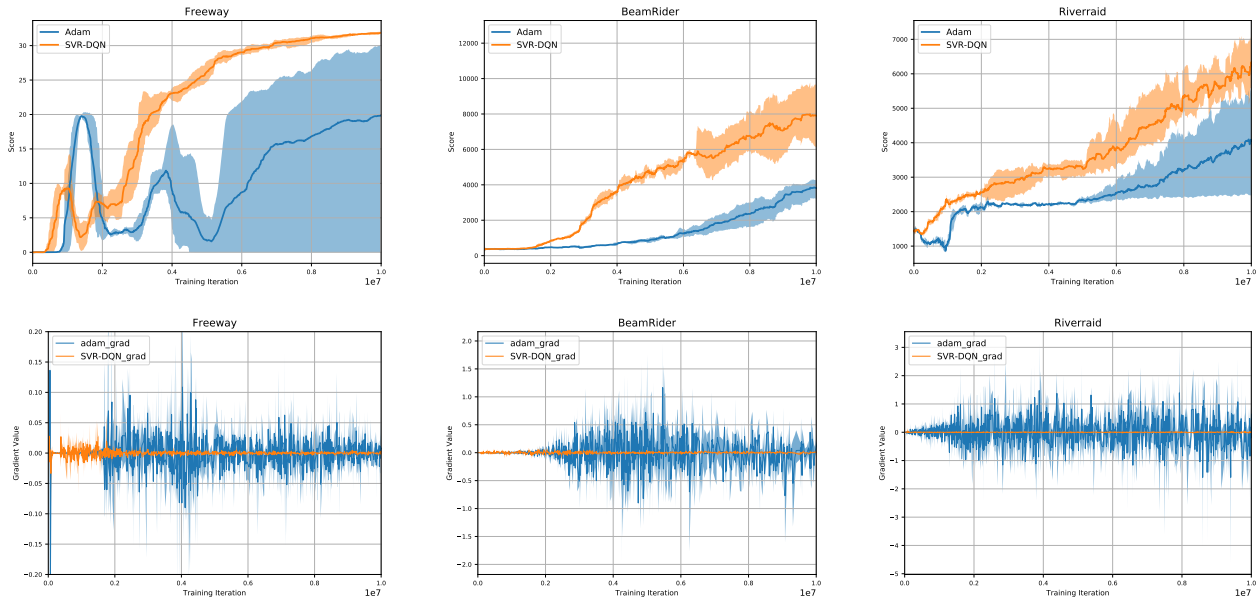 Freeway
Adam
SVR-DQN
30
25
20
15
10
5
0
Score
0.0 0.2 0.4 0.6 0.8 1.0
Training Iteration
1e7
BeamRider
Adam
SVR-DQN
12000
10000
8000
6000
4000
2000
0
Score
0.0 0.2 0.4 0.6 0.8 1.0
Training Iteration
1e7
Riverraid
Adam
SVR-DQN
7000
6000
5000
4000
3000
2000
1000
Score
0.0 0.2 0.4 0.6 0.8 1.0
Training Iteration
1e7
Freeway
adam_grad
SVR-DQN_grad
0.20
0.15
0.10
0.05
0.00
−0.05
−0.10
−0.15
−0.20
Gradient Value
0.0 0.2 0.4 0.6 0.8 1.0
Training Iteration
1e7
BeamRider
adam_grad
SVR-DQN_grad
2.0
1.5
1.0
0.5
0.0
−0.5
−1.0
−1.5
−2.0
Gradient Value
0.0 0.2 0.4 0.6 0.8 1.0
Training Iteration
1e7
Riverraid
adam_grad
SVR-DQN_grad
3
2
1
0
−1
−2
−3
−4
−5
Gradient Value
0.0 0.2 0.4 0.6 0.8 1.0
Training Iteration
1e7